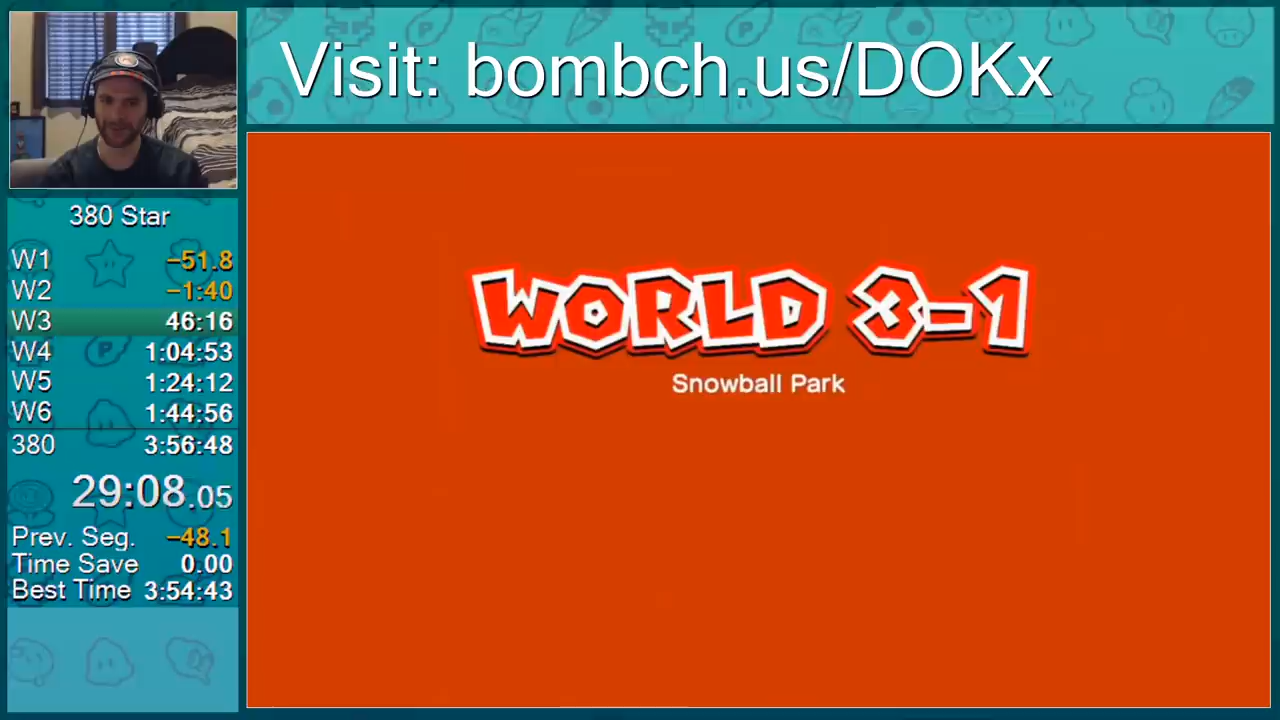 Visit: bombch.us/DOKx
380 Star
W1 -51.8
W2 -1:40
W3 46:16
W4 1:04:53
W5 1:24:12
W6 1:44:56
380 3:56:48
29:08.05
Prev. Seg. -48.1
Time Save 0.00
Best Time 3:54:43
WORLD 3-1
Snowball Park